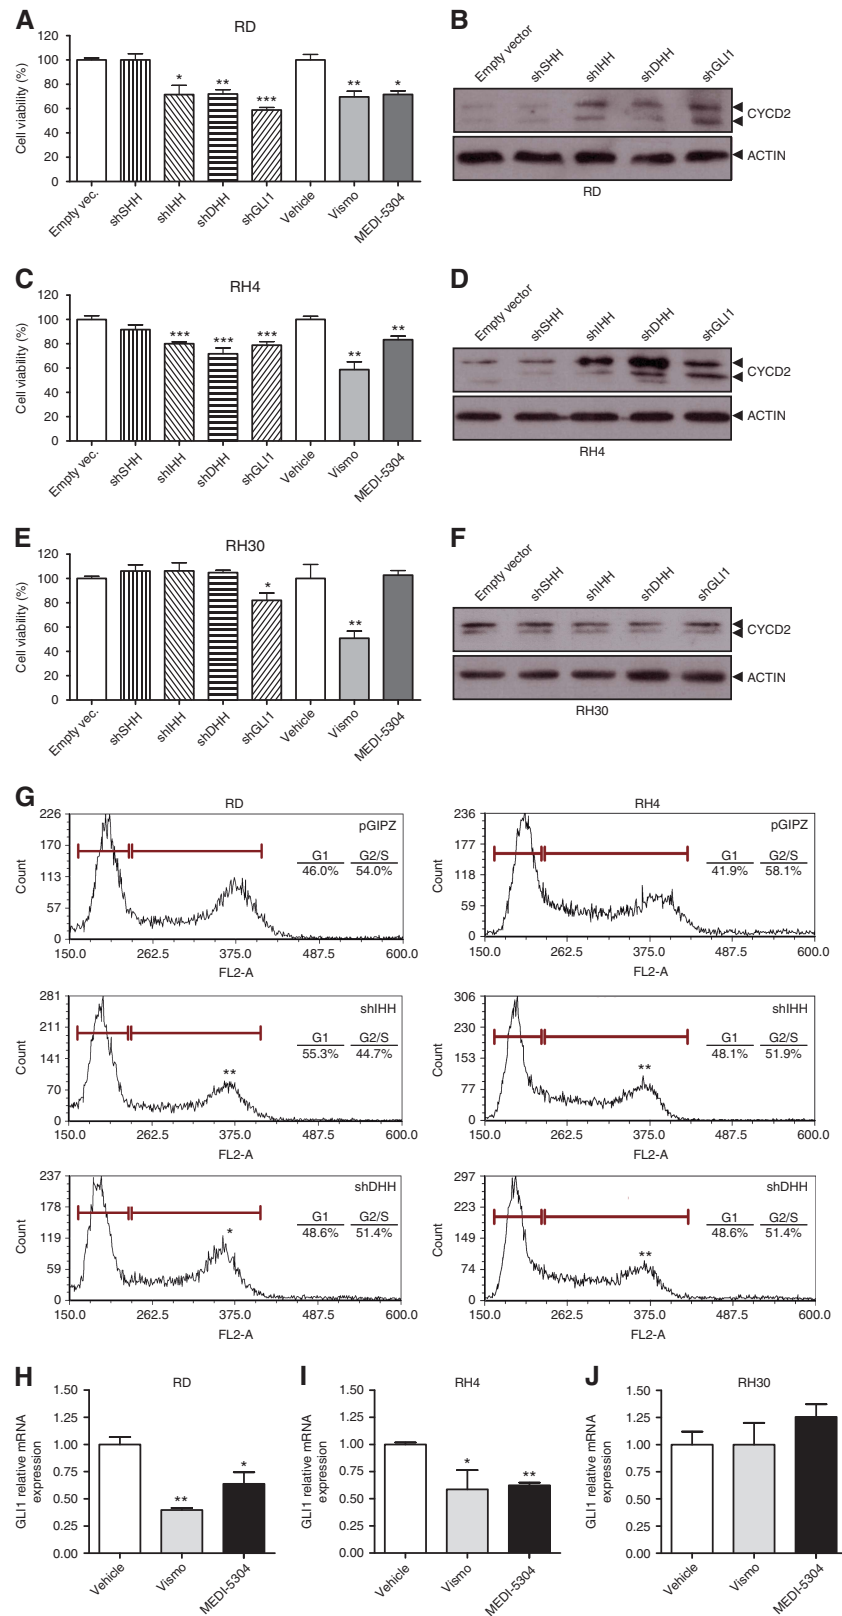 A
RD
Cell viability (%)
120
100
80
60
40
20
0
*
**
***
**
*
Empty vec.
shSHH
shIHH
shDHH
shGLI1
Vehicle
Vismo
MEDI-5304
B
Empty vector
shSHH
shIHH
shDHH
shGLI1
CYCD2
ACTIN
RD
C
RH4
Cell viability (%)
120
100
80
60
40
20
0
***
***
***
**
**
Empty vec.
shSHH
shIHH
shDHH
shGLI1
Vehicle
Vismo
MEDI-5304
D
Empty vector
shSHH
shIHH
shDHH
shGLI1
CYCD2
ACTIN
RH4
E
RH30
Cell viability (%)
120
100
80
60
40
20
0
*
**
Empty vec.
shSHH
shIHH
shDHH
shGLI1
Vehicle
Vismo
MEDI-5304
F
Empty vector
shSHH
shIHH
shDHH
shGLI1
CYCD2
ACTIN
RH30
G
RD
pGIPZ
G1 G2/S
46.0% 54.0%
Count
226
170
113
57
0
150.0 262.5 375.0 487.5 600.0
FL2-A
RH4
pGIPZ
G1 G2/S
41.9% 58.1%
Count
236
177
118
59
0
150.0 262.5 375.0 487.5 600.0
FL2-A
shIHH
G1 G2/S
55.3% 44.7%
**
Count
281
211
141
70
0
150.0 262.5 375.0 487.5 600.0
FL2-A
shIHH
G1 G2/S
48.1% 51.9%
**
Count
306
230
153
77
0
150.0 262.5 375.0 487.5 600.0
FL2-A
shDHH
G1 G2/S
48.6% 51.4%
*
Count
237
178
119
59
0
150.0 262.5 375.0 487.5 600.0
FL2-A
shDHH
G1 G2/S
48.6% 51.4%
**
Count
297
223
149
74
0
150.0 262.5 375.0 487.5 600.0
FL2-A
H
RD
GLI1 relative mRNA
expression
1.50
1.25
1.00
0.75
0.50
0.25
0.00
**
*
Vehicle
Vismo
MEDI-5304
I
RH4
GLI1 relative mRNA
expression
1.50
1.25
1.00
0.75
0.50
0.25
0.00
*
**
Vehicle
Vismo
MEDI-5304
J
RH30
GLI1 relative mRNA
expression
1.50
1.25
1.00
0.75
0.50
0.25
0.00
Vehicle
Vismo
MEDI-5304